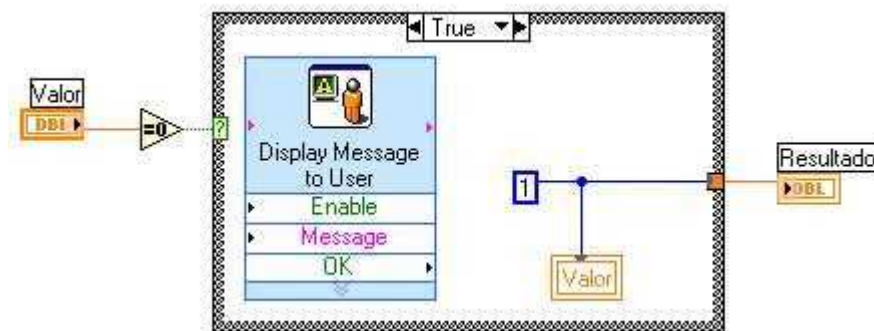 True
Valor
DBL
=0
?
A
Display Message
to User
Enable
Message
OK
1
Valor
Resultado
DBL